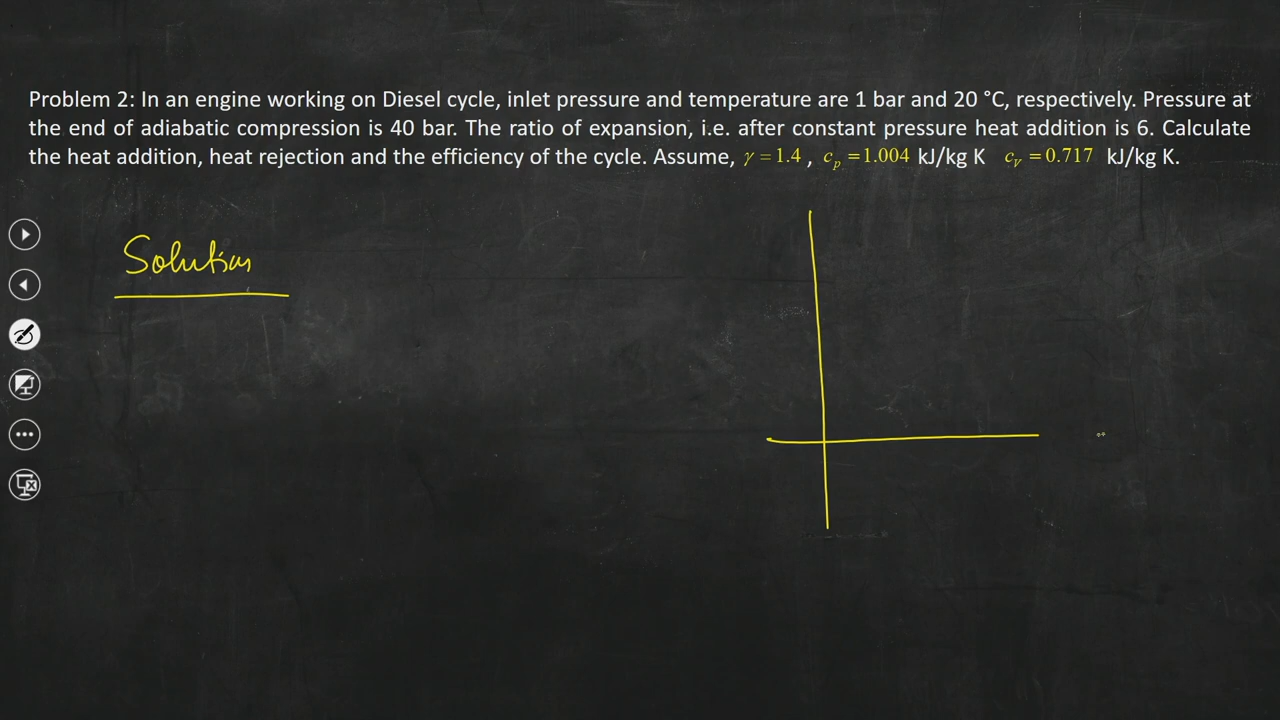 Problem 2: In an engine working on Diesel cycle, inlet pressure and temperature are 1 bar and 20 °C, respectively. Pressure at
the end of adiabatic compression is 40 bar. The ratio of expansion, i.e. after constant pressure heat addition is 6. Calculate
the heat addition, heat rejection and the efficiency of the cycle. Assume, γ = 1.4 , c_p = 1.004 kJ/kg K c_V = 0.717 kJ/kg K.
Solution